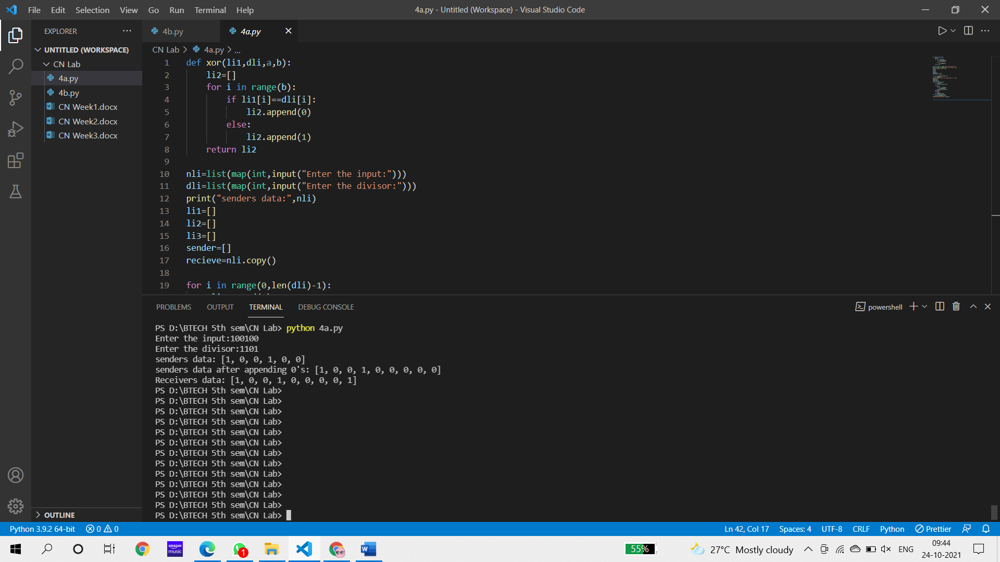 File Edit Selection View Go Run Terminal Help
4a.py - Untitled (Workspace) - Visual Studio Code
EXPLORER
UNTITLED (WORKSPACE)
CN Lab
4a.py
4b.py
CN Week1.docx
CN Week2.docx
CN Week3.docx
OUTLINE
4b.py
4a.py
CN Lab > 4a.py > ...
1 def xor(li1,dli,a,b):
2 li2=[]
3 for i in range(b):
4 if li1[i]==dli[i]:
5 li2.append(0)
6 else:
7 li2.append(1)
8 return li2
9
10 nli=list(map(int,input("Enter the input:")))
11 dli=list(map(int,input("Enter the divisor:")))
12 print("senders data:",nli)
13 li1=[]
14 li2=[]
15 li3=[]
16 sender=[]
17 recieve=nli.copy()
18
19 for i in range(0,len(dli)-1):
PROBLEMS OUTPUT TERMINAL DEBUG CONSOLE
powershell
PS D:\BTECH 5th sem\CN Lab> python 4a.py
Enter the input:100100
Enter the divisor:1101
senders data: [1, 0, 0, 1, 0, 0]
senders data after appending 0's: [1, 0, 0, 1, 0, 0, 0, 0, 0]
Receivers data: [1, 0, 0, 1, 0, 0, 0, 0, 1]
PS D:\BTECH 5th sem\CN Lab>
PS D:\BTECH 5th sem\CN Lab>
PS D:\BTECH 5th sem\CN Lab>
PS D:\BTECH 5th sem\CN Lab>
PS D:\BTECH 5th sem\CN Lab>
PS D:\BTECH 5th sem\CN Lab>
PS D:\BTECH 5th sem\CN Lab>
PS D:\BTECH 5th sem\CN Lab>
PS D:\BTECH 5th sem\CN Lab>
PS D:\BTECH 5th sem\CN Lab>
PS D:\BTECH 5th sem\CN Lab>
PS D:\BTECH 5th sem\CN Lab>
PS D:\BTECH 5th sem\CN Lab>
Python 3.9.2 64-bit 0 0
Ln 42, Col 17 Spaces: 4 UTF-8 CRLF Python Prettier
amazon music
1
W
55%
27°C Mostly cloudy
ENG
09:44
24-10-2021